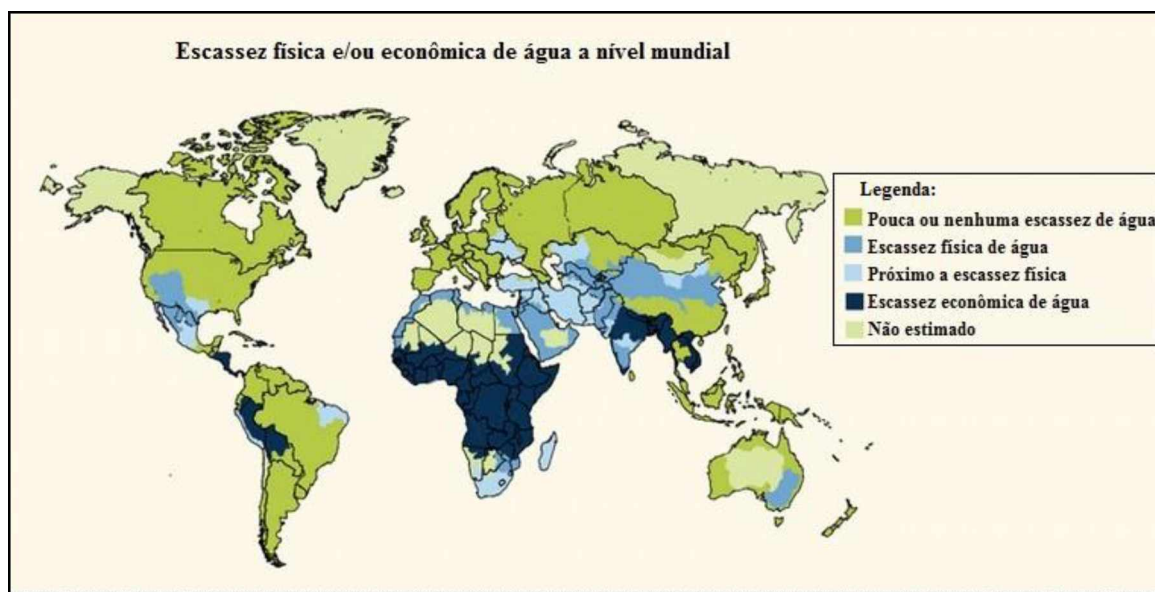 Escassez física e/ou econômica de água a nível mundial
Legenda:
Pouca ou nenhuma escassez de água
Escassez física de água
Próximo a escassez física
Escassez econômica de água
Não estimado